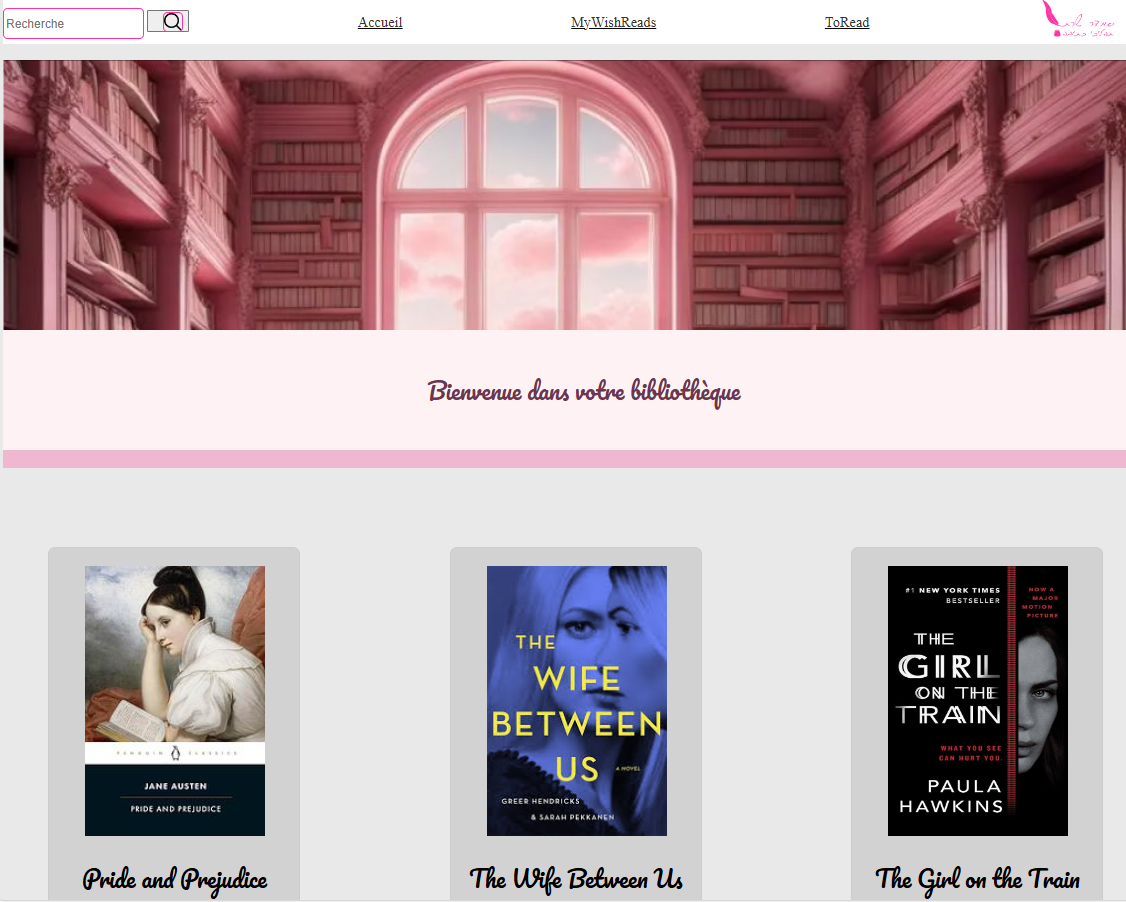 Recherche
Accueil
MyWishReads
ToRead
Bienvenue dans votre bibliothèque
PENGUIN CLASSICS
JANE AUSTEN
PRIDE AND PREJUDICE
Pride and Prejudice
THE
WIFE
BETWEEN
US
A NOVEL
GREER HENDRICKS
& SARAH PEKKANEN
The Wife Between Us
#1 NEW YORK TIMES
BESTSELLER
NOW A
MAJOR
MOTION
PICTURE
THE
GIRL
ON THE
TRAIN
WHAT YOU SEE
CAN HURT YOU.
PAULA
HAWKINS
The Girl on the Train